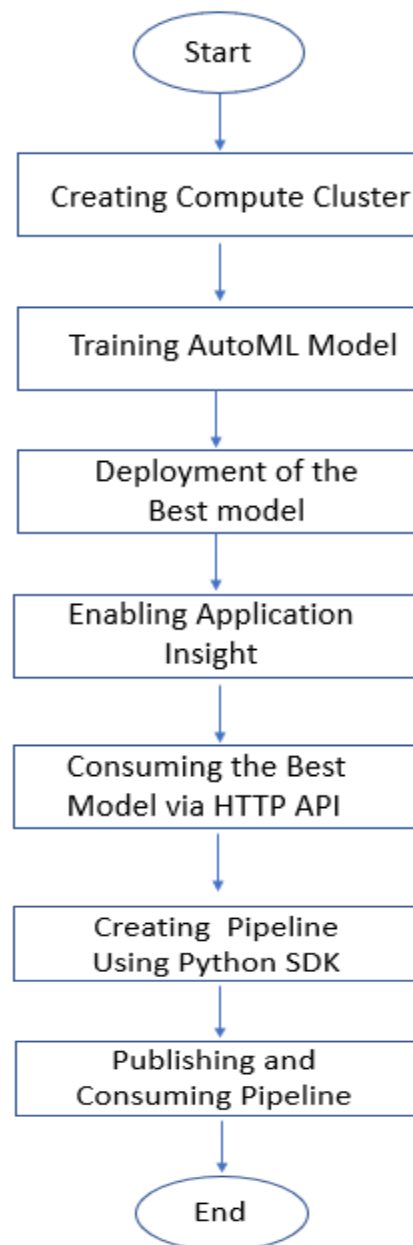 Start
Creating Compute Cluster
Training AutoML Model
Deployment of the
Best model
Enabling Application
Insight
Consuming the Best
Model via HTTP API
Creating Pipeline
Using Python SDK
Publishing and
Consuming Pipeline
End